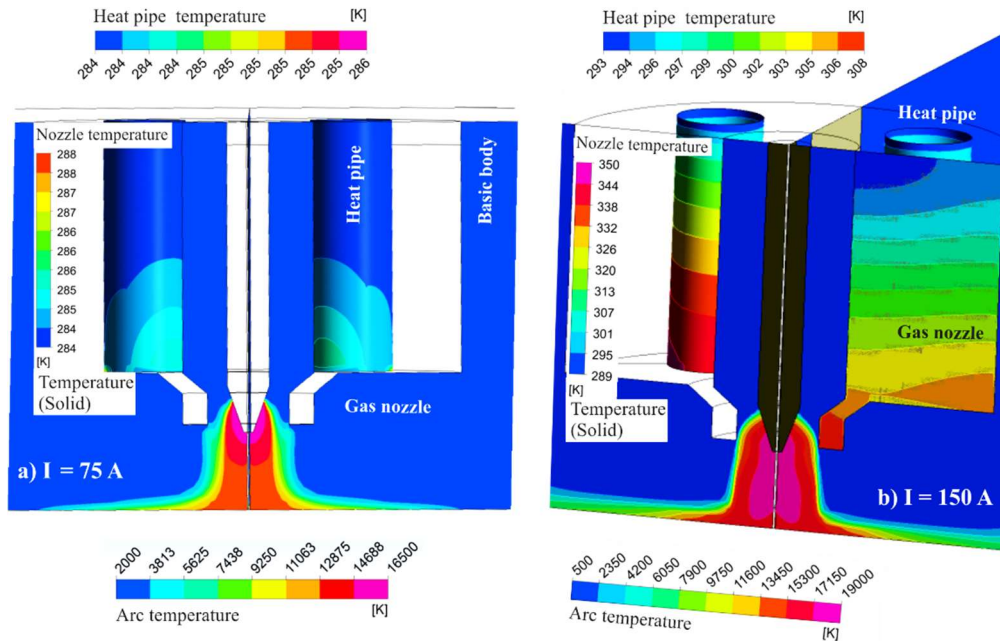 Heat pipe temperature [K]
284 284 284 284 285 285 285 285 285 285 286
Nozzle temperature
288
288
287
287
286
286
285
285
284
284
[K]
Temperature
(Solid)
Heat pipe
Basic body
Gas nozzle
a) I = 75 A
2000 3813 5625 7438 9250 11063 12875 14688 16500
Arc temperature [K]
Heat pipe temperature [K]
293 294 296 297 299 300 302 303 305 306 308
Heat pipe
Nozzle temperature
350
344
338
332
326
320
313
307
301
295
289
[K]
Temperature
(Solid)
Gas nozzle
b) I = 150 A
500 2350 4200 6050 7900 9750 11600 13450 15300 17150 19000
Arc temperature [K]